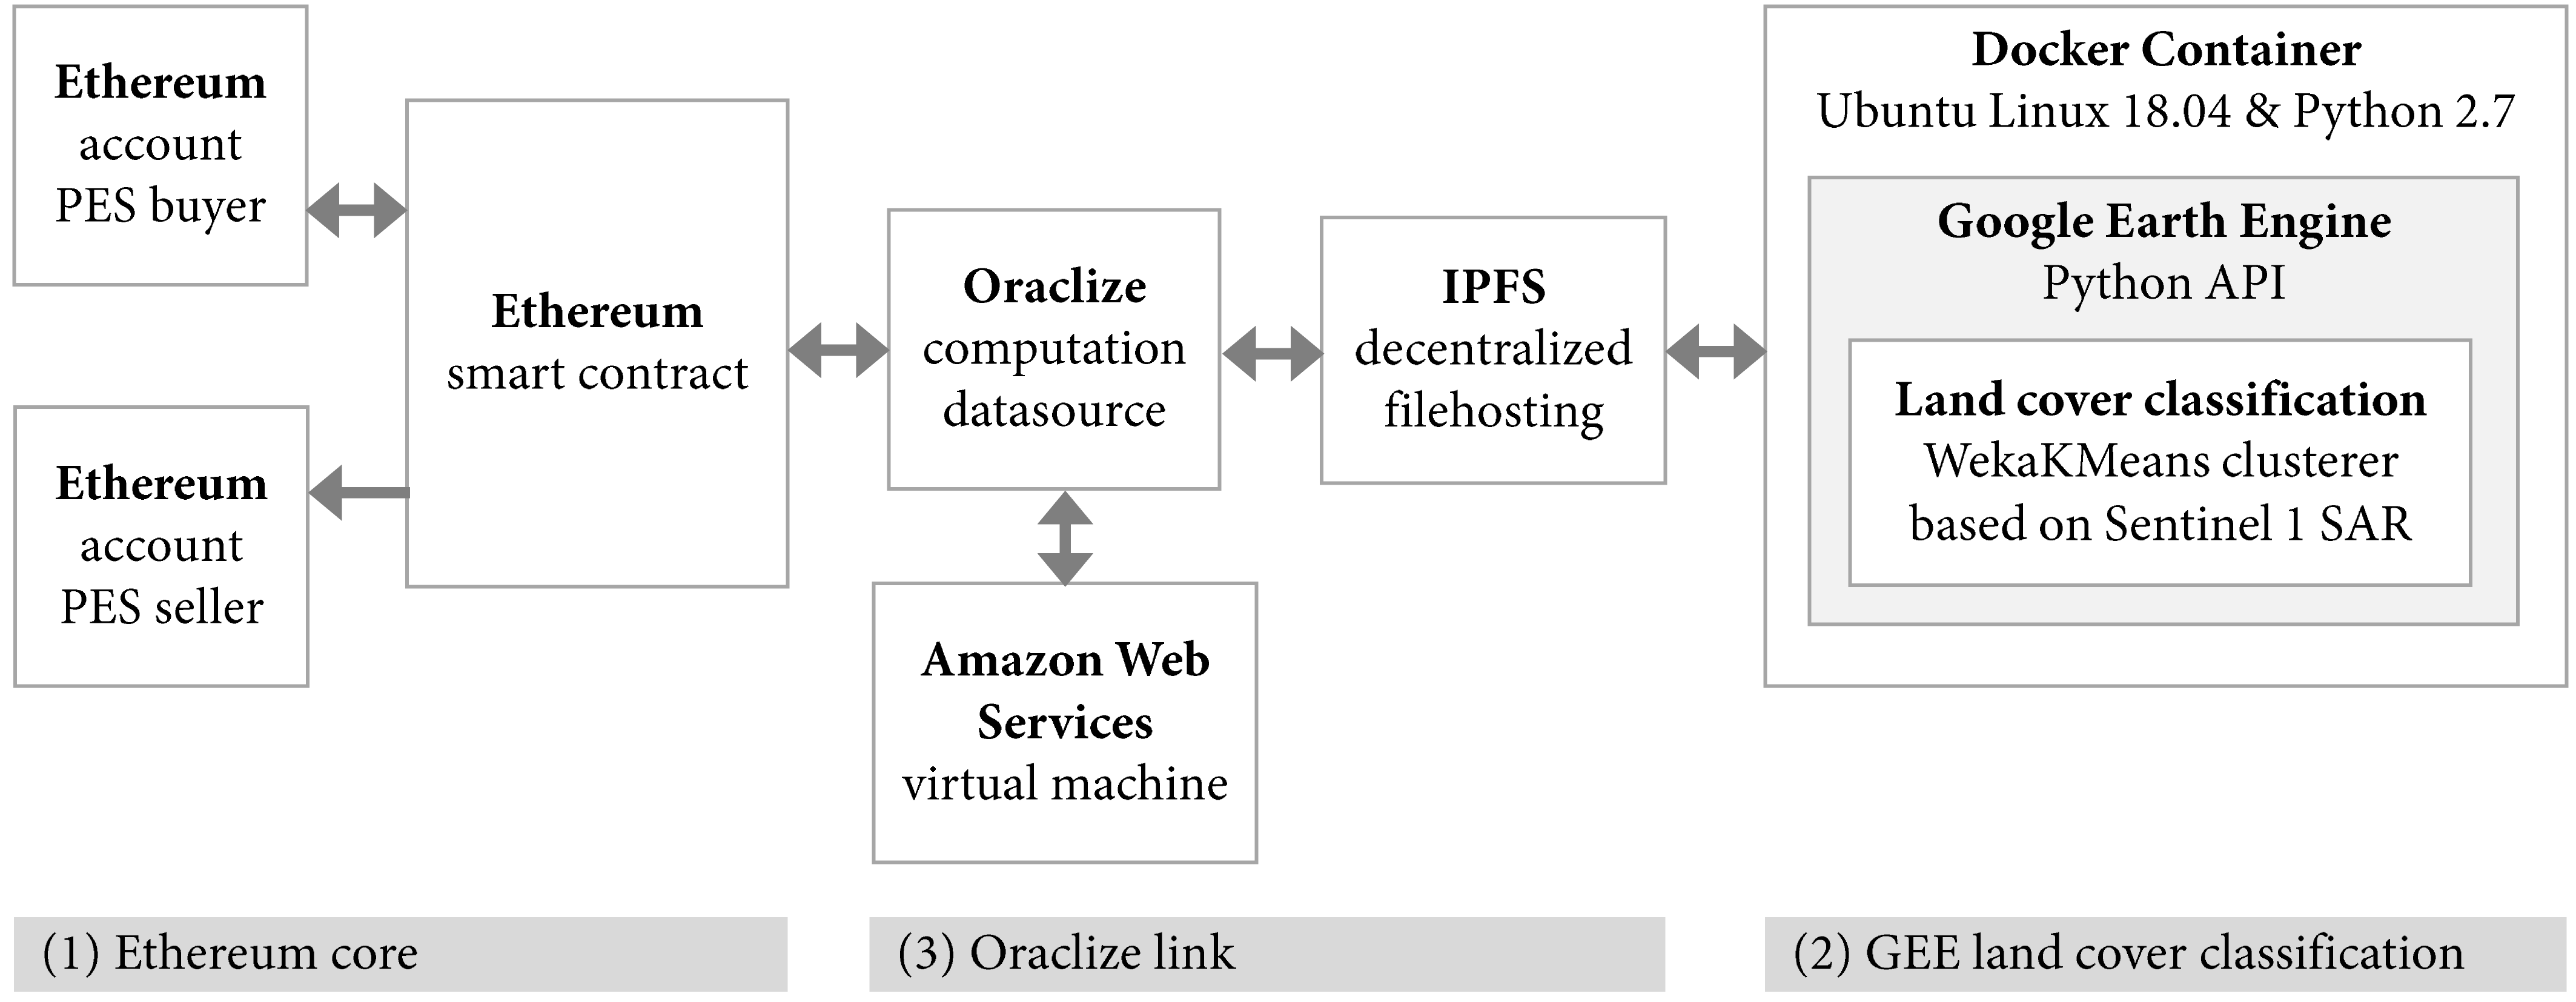 Ethereum
account
PES buyer
Ethereum
account
PES seller
Ethereum
smart contract
Oraclize
computation
datasource
Amazon Web
Services
virtual machine
IPFS
decentralized
filehosting
Docker Container
Ubuntu Linux 18.04 & Python 2.7
Google Earth Engine
Python API
Land cover classification
WekaKMeans clusterer
based on Sentinel 1 SAR
(1) Ethereum core
(3) Oraclize link
(2) GEE land cover classification